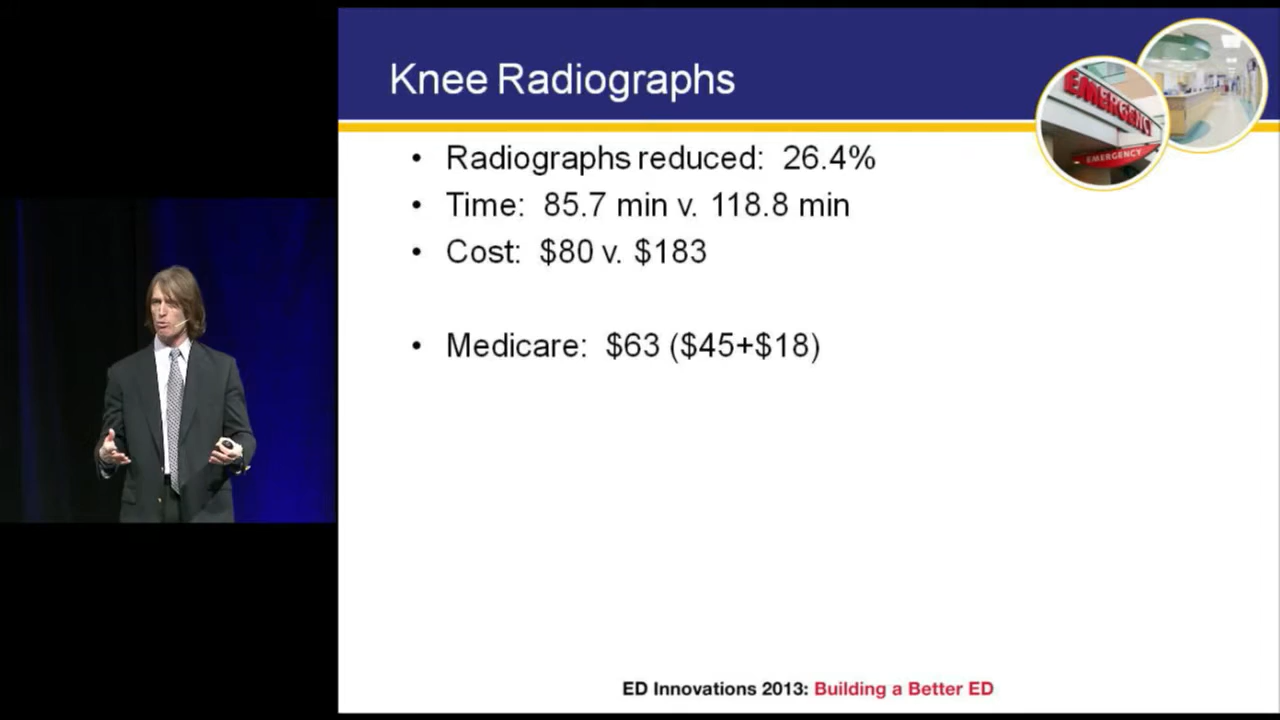 Knee Radiographs
EMERGENC
EMERGENCY
• Radiographs reduced: 26.4%
• Time: 85.7 min v. 118.8 min
• Cost: $80 v. $183
• Medicare: $63 ($45+$18)
ED Innovations 2013: Building a Better ED